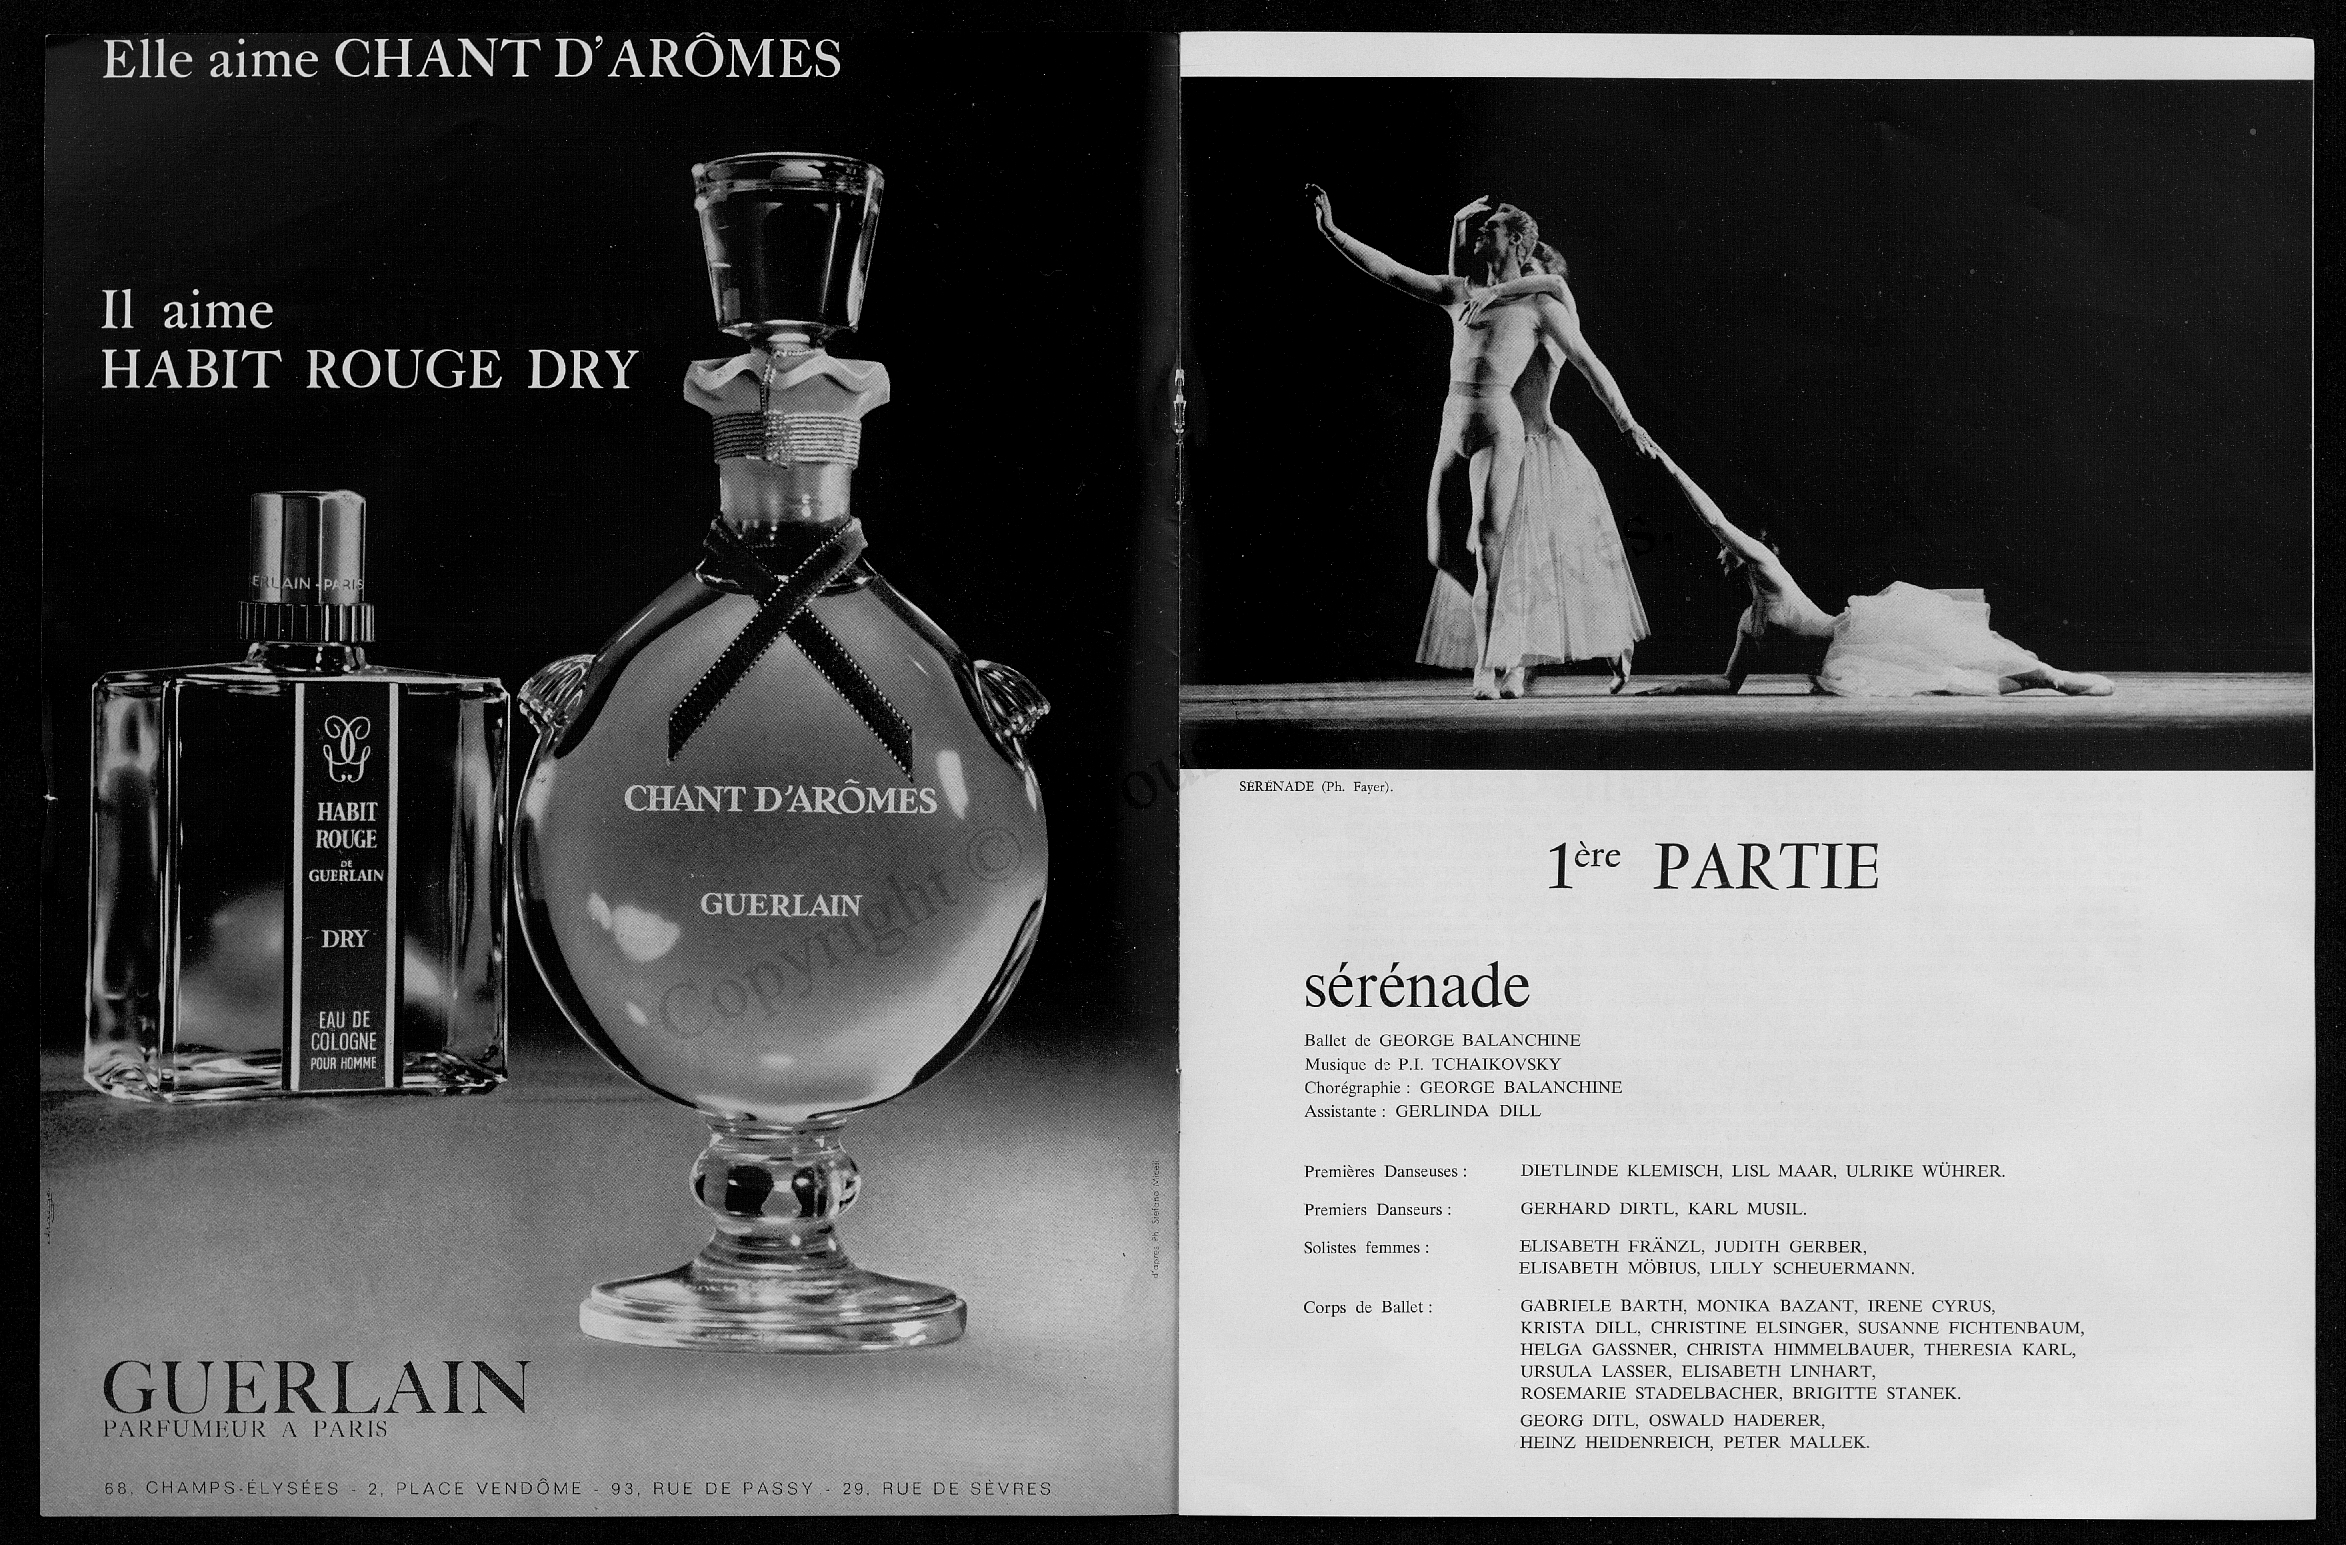 Elle aime CHANT D'ARÔMES
Il aime
HABIT ROUGE DRY
ERLAIN - PARIS
HABIT
ROUGE
DE
GUERLAIN
DRY
EAU DE
COLOGNE
POUR HOMME
CHANT D'ARÔMES
GUERLAIN
Copyright ©
d'après Ph. Stefano
GUERLAIN
PARFUMEUR A PARIS
68, CHAMPS-ÉLYSÉES - 2, PLACE VENDÔME - 93, RUE DE PASSY - 29, RUE DE SÈVRES
SÉRÉNADE (Ph. Fayer).
1ère PARTIE
sérénade
Ballet de GEORGE BALANCHINE
Musique de P.I. TCHAIKOVSKY
Chorégraphie : GEORGE BALANCHINE
Assistante : GERLINDA DILL
Premières Danseuses : DIETLINDE KLEMISCH, LISL MAAR, ULRIKE WÜHRER.
Premiers Danseurs : GERHARD DIRTL, KARL MUSIL.
Solistes femmes : ELISABETH FRÄNZL, JUDITH GERBER,
ELISABETH MÖBIUS, LILLY SCHEUERMANN.
Corps de Ballet : GABRIELE BARTH, MONIKA BAZANT, IRENE CYRUS,
KRISTA DILL, CHRISTINE ELSINGER, SUSANNE FICHTENBAUM,
HELGA GASSNER, CHRISTA HIMMELBAUER, THERESIA KARL,
URSULA LASSER, ELISABETH LINHART,
ROSEMARIE STADELBACHER, BRIGITTE STANEK.
GEORG DITL, OSWALD HADERER,
HEINZ HEIDENREICH, PETER MALLEK.